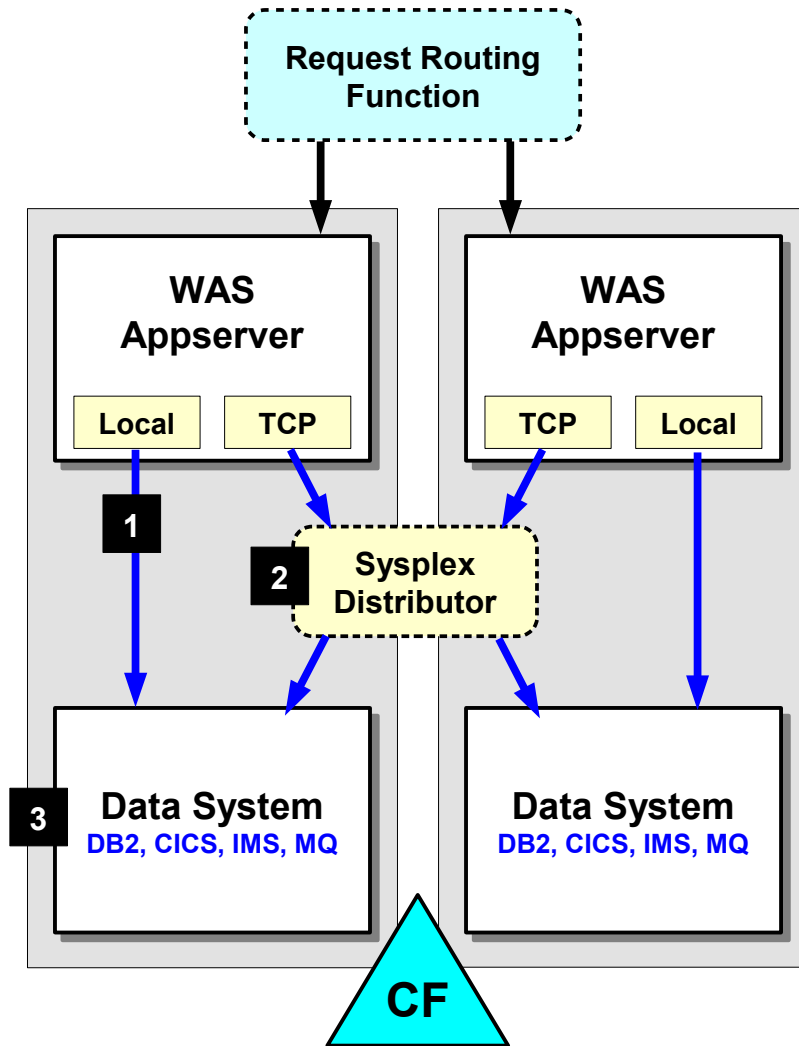 Request Routing
Function
WAS
Appserver
Local
TCP
WAS
Appserver
TCP
Local
1
2
Sysplex
Distributor
3
Data System
DB2, CICS, IMS, MQ
Data System
DB2, CICS, IMS, MQ
CF